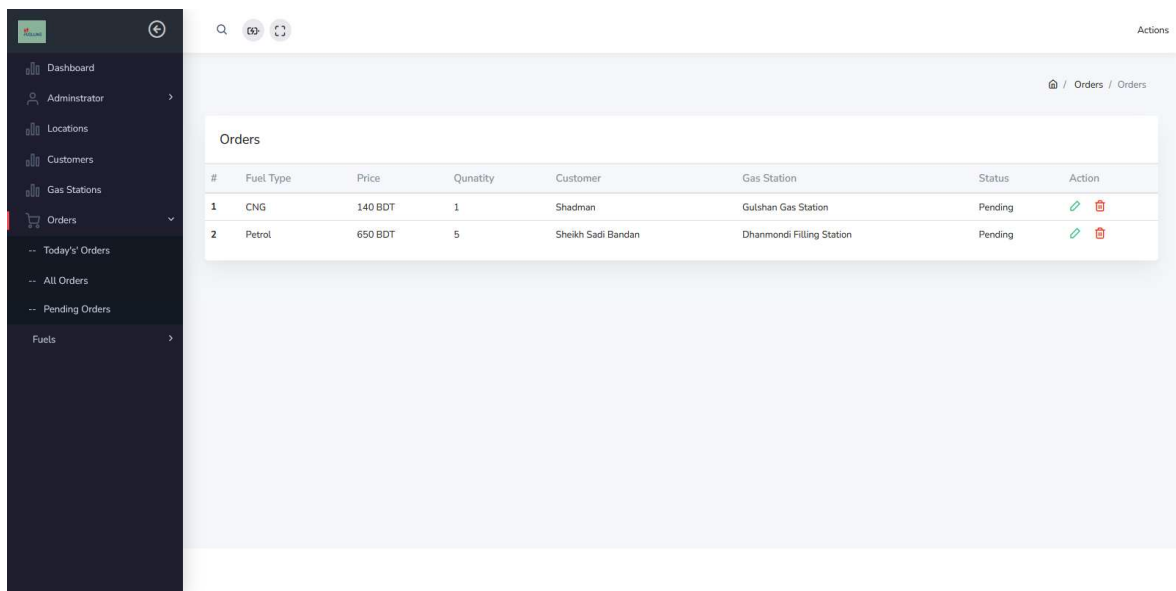 Actions
Dashboard
Adminstrator
Locations
Customers
Gas Stations
Orders
-- Today's' Orders
-- All Orders
-- Pending Orders
Fuels
/ Orders / Orders
Orders
# Fuel Type Price Qunatity Customer Gas Station Status Action
1 CNG 140 BDT 1 Shadman Gulshan Gas Station Pending
2 Petrol 650 BDT 5 Sheikh Sadi Bandan Dhanmondi Filling Station Pending